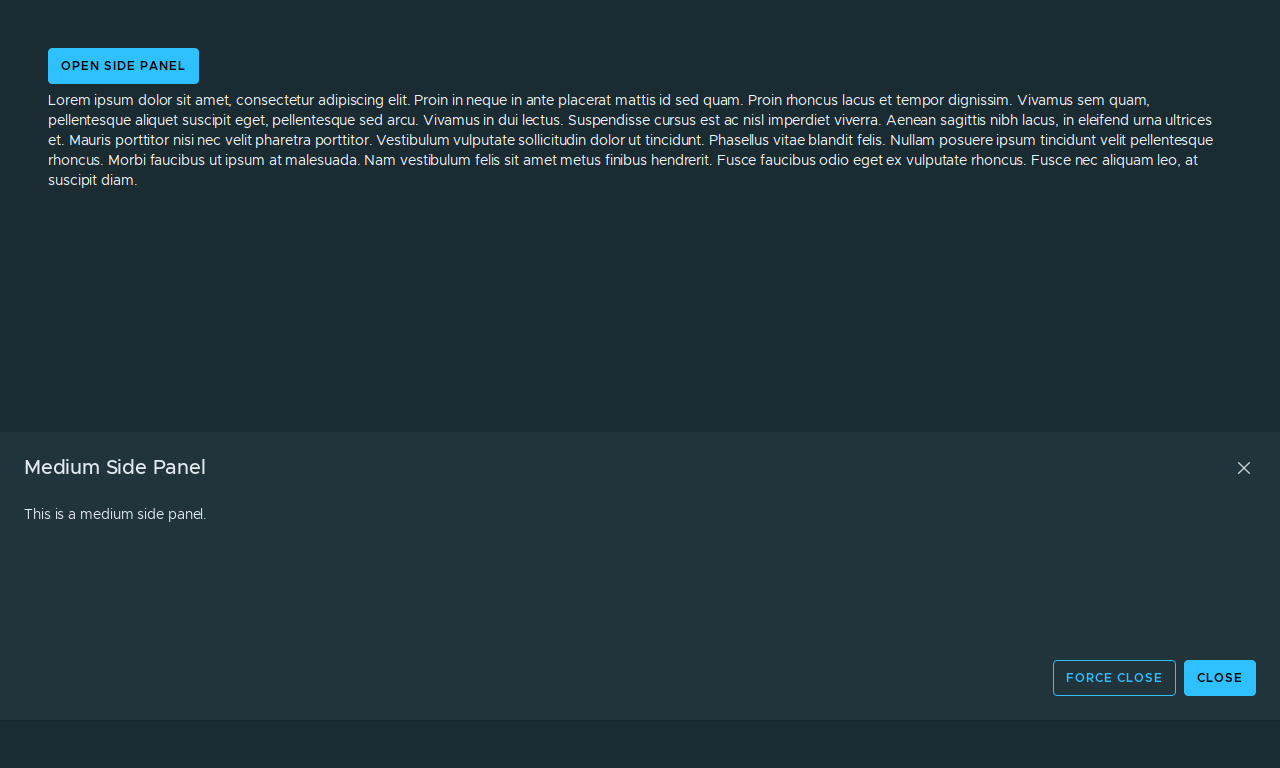 OPEN SIDE PANEL
Lorem ipsum dolor sit amet, consectetur adipiscing elit. Proin in neque in ante placerat mattis id sed quam. Proin rhoncus lacus et tempor dignissim. Vivamus sem quam,
pellentesque aliquet suscipit eget, pellentesque sed arcu. Vivamus in dui lectus. Suspendisse cursus est ac nisl imperdiet viverra. Aenean sagittis nibh lacus, in eleifend urna ultrices
et. Mauris porttitor nisi nec velit pharetra porttitor. Vestibulum vulputate sollicitudin dolor ut tincidunt. Phasellus vitae blandit felis. Nullam posuere ipsum tincidunt velit pellentesque
rhoncus. Morbi faucibus ut ipsum at malesuada. Nam vestibulum felis sit amet metus finibus hendrerit. Fusce faucibus odio eget ex vulputate rhoncus. Fusce nec aliquam leo, at
suscipit diam.
Medium Side Panel
This is a medium side panel.
FORCE CLOSE
CLOSE